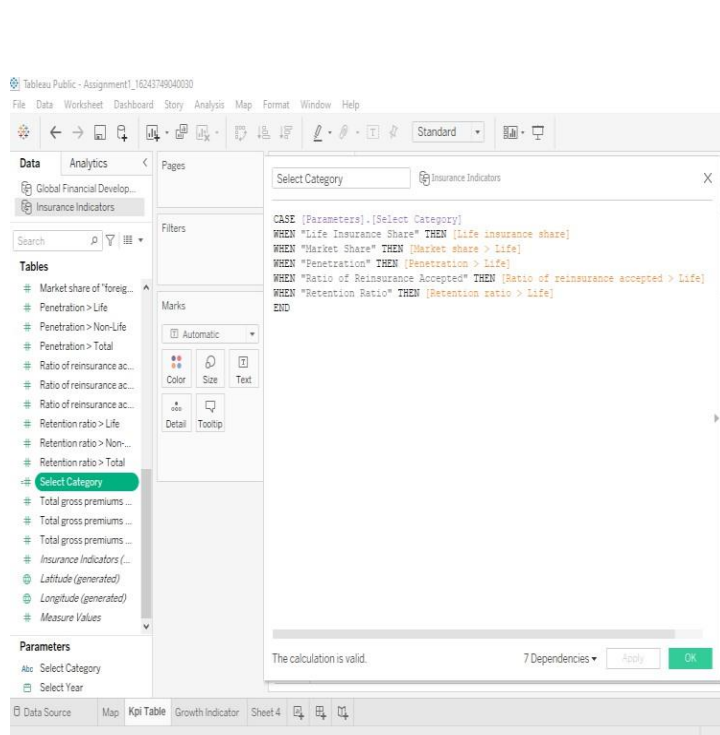 Tableau Public - Assignment1_16243749040030
File Data Worksheet Dashboard Story Analysis Map Format Window Help
Standard
Data Analytics
Global Financial Develop...
Insurance Indicators
Search
Tables
Market share of "foreig...
Penetration > Life
Penetration > Non-Life
Penetration > Total
Ratio of reinsurance ac...
Ratio of reinsurance ac...
Ratio of reinsurance ac...
Retention ratio > Life
Retention ratio > Non-...
Retention ratio > Total
Select Category
Total gross premiums ...
Total gross premiums ...
Total gross premiums ...
Insurance Indicators (...
Latitude (generated)
Longitude (generated)
Measure Values
Parameters
Abc Select Category
Select Year
Pages
Filters
Marks
Automatic
Color Size Text
Detail Tooltip
Select Category Insurance Indicators X
CASE [Parameters].[Select Category]
WHEN "Life Insurance Share" THEN [Life insurance share]
WHEN "Market Share" THEN [Market share > Life]
WHEN "Penetration" THEN [Penetration > Life]
WHEN "Ratio of Reinsurance Accepted" THEN [Ratio of reinsurance accepted > Life]
WHEN "Retention Ratio" THEN [Retention ratio > Life]
END
The calculation is valid. 7 Dependencies Apply OK
Data Source Map Kpi Table Growth Indicator Sheet 4